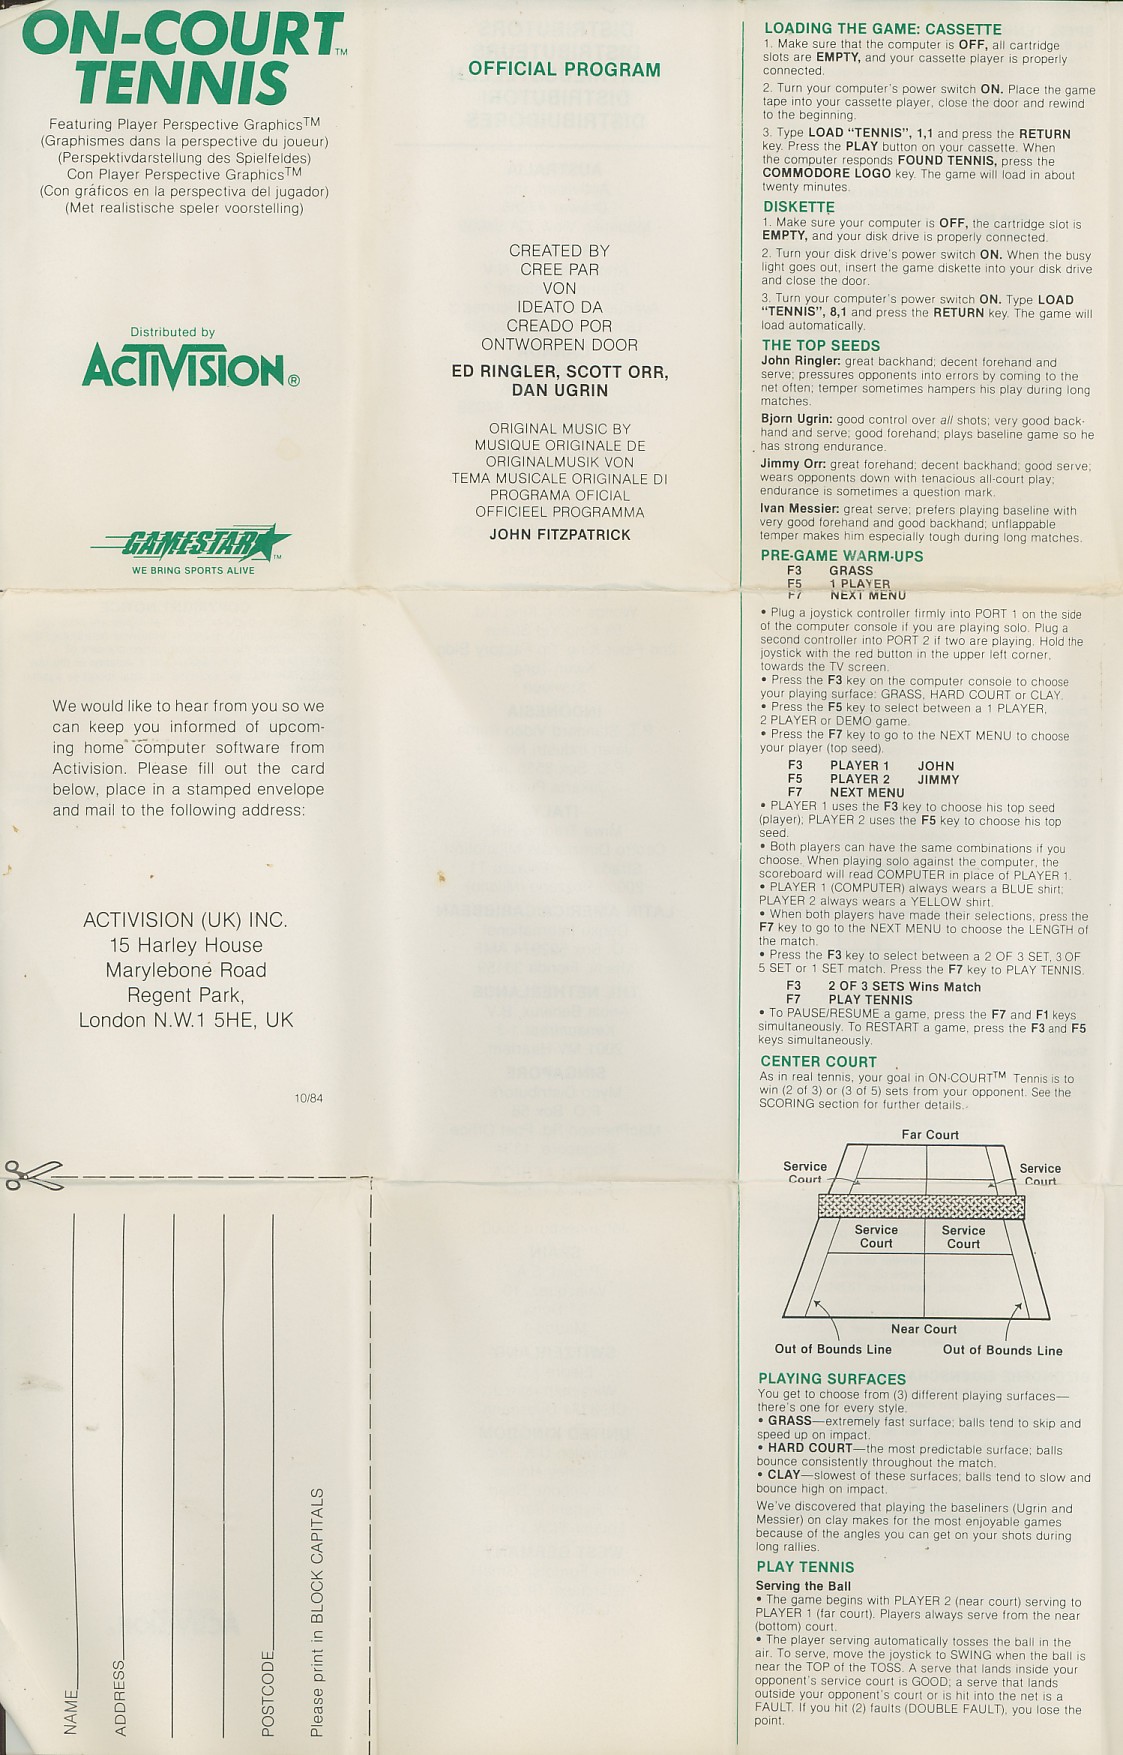 ON-COURT™
TENNIS
Featuring Player Perspective Graphics™
(Graphismes dans la perspective du joueur)
(Perspektivdarstellung des Spielfeldes)
Con Player Perspective Graphics™
(Con gráficos en la perspectiva del jugador)
(Met realistische speler voorstelling)
Distributed by
ACTIVISION®
GAMESTAR™
WE BRING SPORTS ALIVE
We would like to hear from you so we
can keep you informed of upcom-
ing home computer software from
Activision. Please fill out the card
below, place in a stamped envelope
and mail to the following address:
ACTIVISION (UK) INC.
15 Harley House
Marylebone Road
Regent Park,
London N.W.1 5HE, UK
10/84
NAME
ADDRESS
POSTCODE
Please print in BLOCK CAPITALS
OFFICIAL PROGRAM
CREATED BY
CREE PAR
VON
IDEATO DA
CREADO POR
ONTWORPEN DOOR
ED RINGLER, SCOTT ORR,
DAN UGRIN
ORIGINAL MUSIC BY
MUSIQUE ORIGINALE DE
ORIGINALMUSIK VON
TEMA MUSICALE ORIGINALE DI
PROGRAMA OFICIAL
OFFICIEEL PROGRAMMA
JOHN FITZPATRICK
LOADING THE GAME: CASSETTE
1. Make sure that the computer is OFF, all cartridge
slots are EMPTY, and your cassette player is properly
connected.
2. Turn your computer's power switch ON. Place the game
tape into your cassette player, close the door and rewind
to the beginning.
3. Type LOAD "TENNIS", 1,1 and press the RETURN
key. Press the PLAY button on your cassette. When
the computer responds FOUND TENNIS, press the
COMMODORE LOGO key. The game will load in about
twenty minutes.
DISKETTE
1. Make sure your computer is OFF, the cartridge slot is
EMPTY, and your disk drive is properly connected.
2. Turn your disk drive's power switch ON. When the busy
light goes out, insert the game diskette into your disk drive
and close the door.
3. Turn your computer's power switch ON. Type LOAD
"TENNIS", 8,1 and press the RETURN key. The game will
load automatically.
THE TOP SEEDS
John Ringler: great backhand; decent forehand and
serve; pressures opponents into errors by coming to the
net often; temper sometimes hampers his play during long
matches.
Bjorn Ugrin: good control over all shots; very good back-
hand and serve; good forehand; plays baseline game so he
has strong endurance.
Jimmy Orr: great forehand; decent backhand; good serve;
wears opponents down with tenacious all-court play;
endurance is sometimes a question mark.
Ivan Messier: great serve; prefers playing baseline with
very good forehand and good backhand; unflappable
temper makes him especially tough during long matches.
PRE-GAME WARM-UPS
F3 GRASS
F5 1 PLAYER
F7 NEXT MENU
• Plug a joystick controller firmly into PORT 1 on the side
of the computer console if you are playing solo. Plug a
second controller into PORT 2 if two are playing. Hold the
joystick with the red button in the upper left corner,
towards the TV screen.
• Press the F3 key on the computer console to choose
your playing surface: GRASS, HARD COURT or CLAY.
• Press the F5 key to select between a 1 PLAYER,
2 PLAYER or DEMO game.
• Press the F7 key to go to the NEXT MENU to choose
your player (top seed).
F3 PLAYER 1 JOHN
F5 PLAYER 2 JIMMY
F7 NEXT MENU
• PLAYER 1 uses the F3 key to choose his top seed
(player); PLAYER 2 uses the F5 key to choose his top
seed.
• Both players can have the same combinations if you
choose. When playing solo against the computer, the
scoreboard will read COMPUTER in place of PLAYER 1.
• PLAYER 1 (COMPUTER) always wears a BLUE shirt;
PLAYER 2 always wears a YELLOW shirt.
• When both players have made their selections, press the
F7 key to go to the NEXT MENU to choose the LENGTH of
the match.
• Press the F3 key to select between a 2 OF 3 SET, 3 OF
5 SET or 1 SET match. Press the F7 key to PLAY TENNIS.
F3 2 OF 3 SETS Wins Match
F7 PLAY TENNIS
• To PAUSE/RESUME a game, press the F7 and F1 keys
simultaneously. To RESTART a game, press the F3 and F5
keys simultaneously.
CENTER COURT
As in real tennis, your goal in ON-COURT™ Tennis is to
win (2 of 3) or (3 of 5) sets from your opponent. See the
SCORING section for further details.
Far Court
Service
Court
Service
Court
Service
Court
Service
Court
Near Court
Out of Bounds Line
Out of Bounds Line
PLAYING SURFACES
You get to choose from (3) different playing surfaces—
there's one for every style.
• GRASS—extremely fast surface; balls tend to skip and
speed up on impact.
• HARD COURT—the most predictable surface; balls
bounce consistently throughout the match.
• CLAY—slowest of these surfaces; balls tend to slow and
bounce high on impact.
We've discovered that playing the baseliners (Ugrin and
Messier) on clay makes for the most enjoyable games
because of the angles you can get on your shots during
long rallies.
PLAY TENNIS
Serving the Ball
• The game begins with PLAYER 2 (near court) serving to
PLAYER 1 (far court). Players always serve from the near
(bottom) court.
• The player serving automatically tosses the ball in the
air. To serve, move the joystick to SWING when the ball is
near the TOP of the TOSS. A serve that lands inside your
opponent's service court is GOOD; a serve that lands
outside your opponent's court or is hit into the net is a
FAULT. If you hit (2) faults (DOUBLE FAULT), you lose the
point.